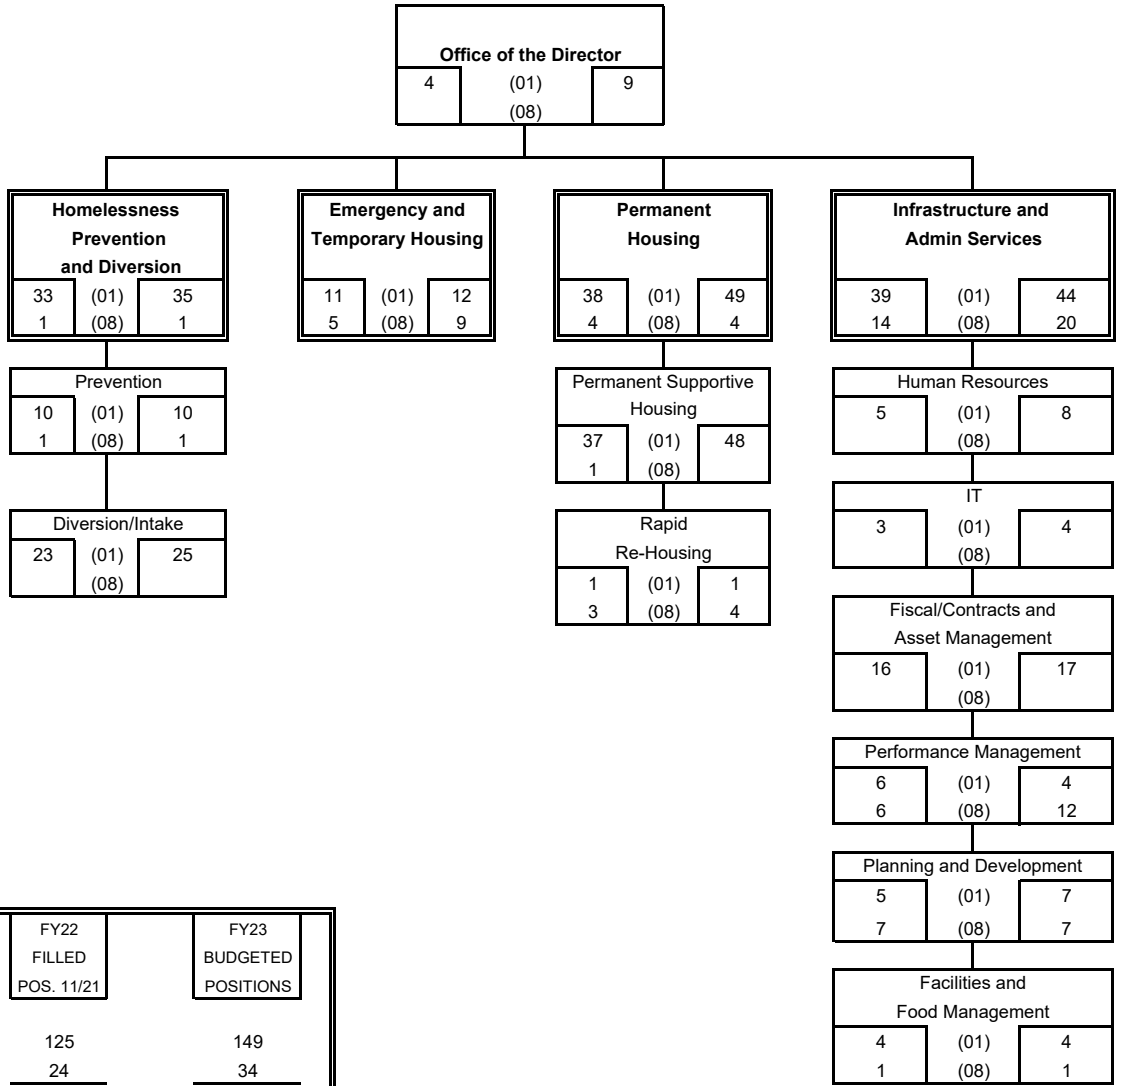 Office of the Director
4 (01) 9
(08)
Homelessness
Prevention
and Diversion
33 (01) 35
1 (08) 1
Emergency and
Temporary Housing
11 (01) 12
5 (08) 9
Permanent
Housing
38 (01) 49
4 (08) 4
Infrastructure and
Admin Services
39 (01) 44
14 (08) 20
Prevention
10 (01) 10
1 (08) 1
Diversion/Intake
23 (01) 25
(08)
Permanent Supportive
Housing
37 (01) 48
1 (08)
Rapid
Re-Housing
1 (01) 1
3 (08) 4
Human Resources
5 (01) 8
(08)
IT
3 (01) 4
(08)
Fiscal/Contracts and
Asset Management
16 (01) 17
(08)
Performance Management
6 (01) 4
6 (08) 12
Planning and Development
5 (01) 7
7 (08) 7
Facilities and
Food Management
4 (01) 4
1 (08) 1
FY22 FY23
FILLED BUDGETED
POS. 11/21 POSITIONS
125 149
24 34